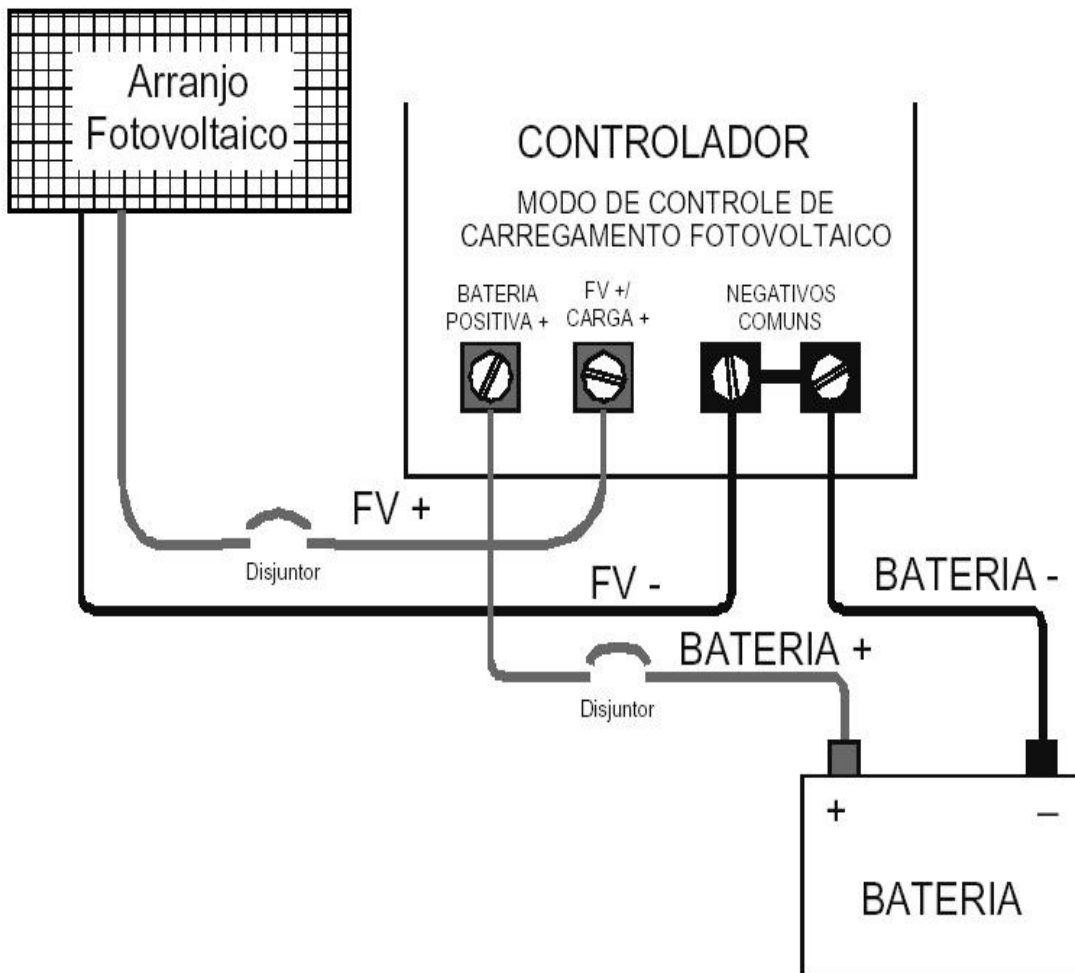 Arranjo
Fotovoltaico
CONTROLADOR
MODO DE CONTROLE DE
CARREGAMENTO FOTOVOLTAICO
BATERIA
POSITIVA +
FV +/
CARGA +
NEGATIVOS
COMUNS
FV +
Disjuntor
FV -
BATERIA -
BATERIA +
Disjuntor
+
–
BATERIA